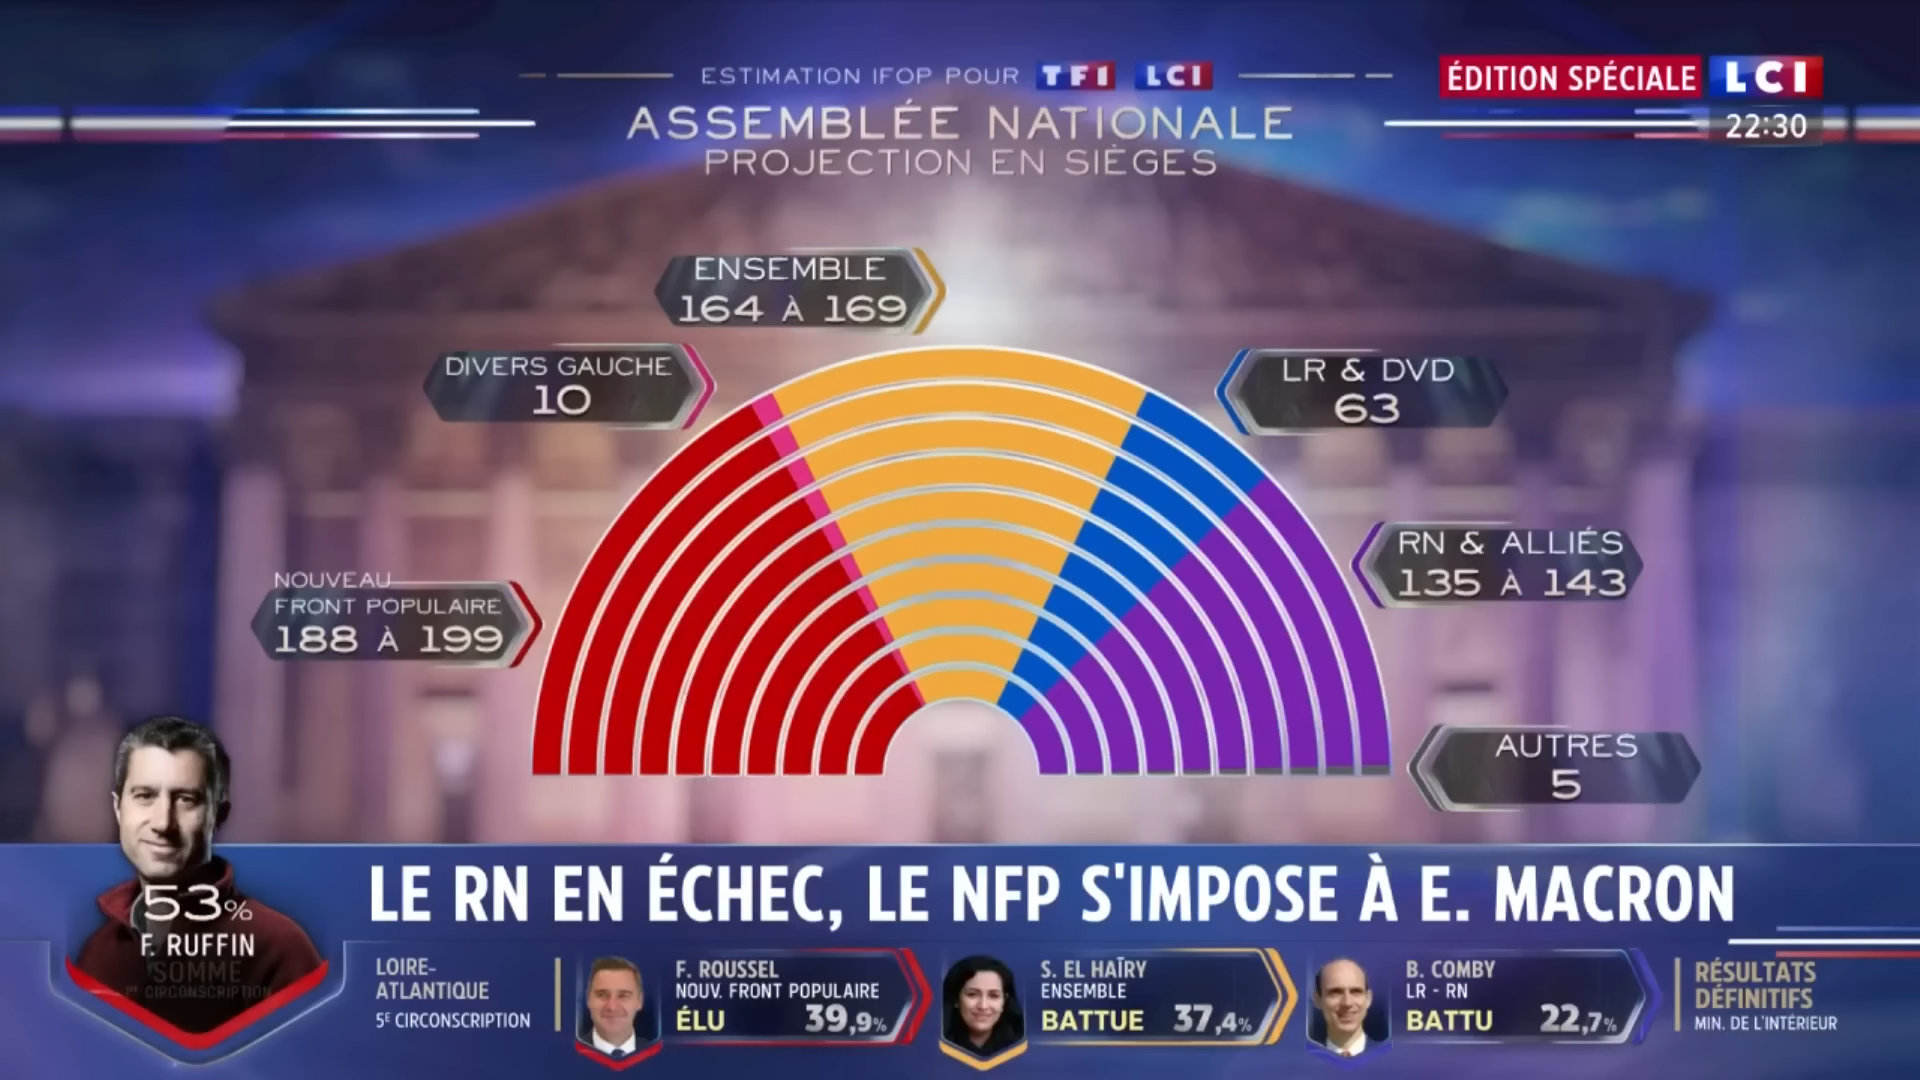 ESTIMATION IFOP POUR TF1 LCI
ASSEMBLÉE NATIONALE
PROJECTION EN SIÈGES
ÉDITION SPÉCIALE LCI
22:30
ENSEMBLE
164 À 169
DIVERS GAUCHE
10
LR & DVD
63
RN & ALLIÉS
135 À 143
NOUVEAU
FRONT POPULAIRE
188 À 199
AUTRES
5
LE RN EN ÉCHEC, LE NFP S'IMPOSE À E. MACRON
53%
F. RUFFIN
SOMME
1RE CIRCONSCRIPTION
LOIRE-
ATLANTIQUE
5E CIRCONSCRIPTION
F. ROUSSEL
NOUV. FRONT POPULAIRE
ÉLU 39,9%
S. EL HAÏRY
ENSEMBLE
BATTUE 37,4%
B. COMBY
LR - RN
BATTU 22,7%
RÉSULTATS
DÉFINITIFS
MIN. DE L'INTÉRIEUR